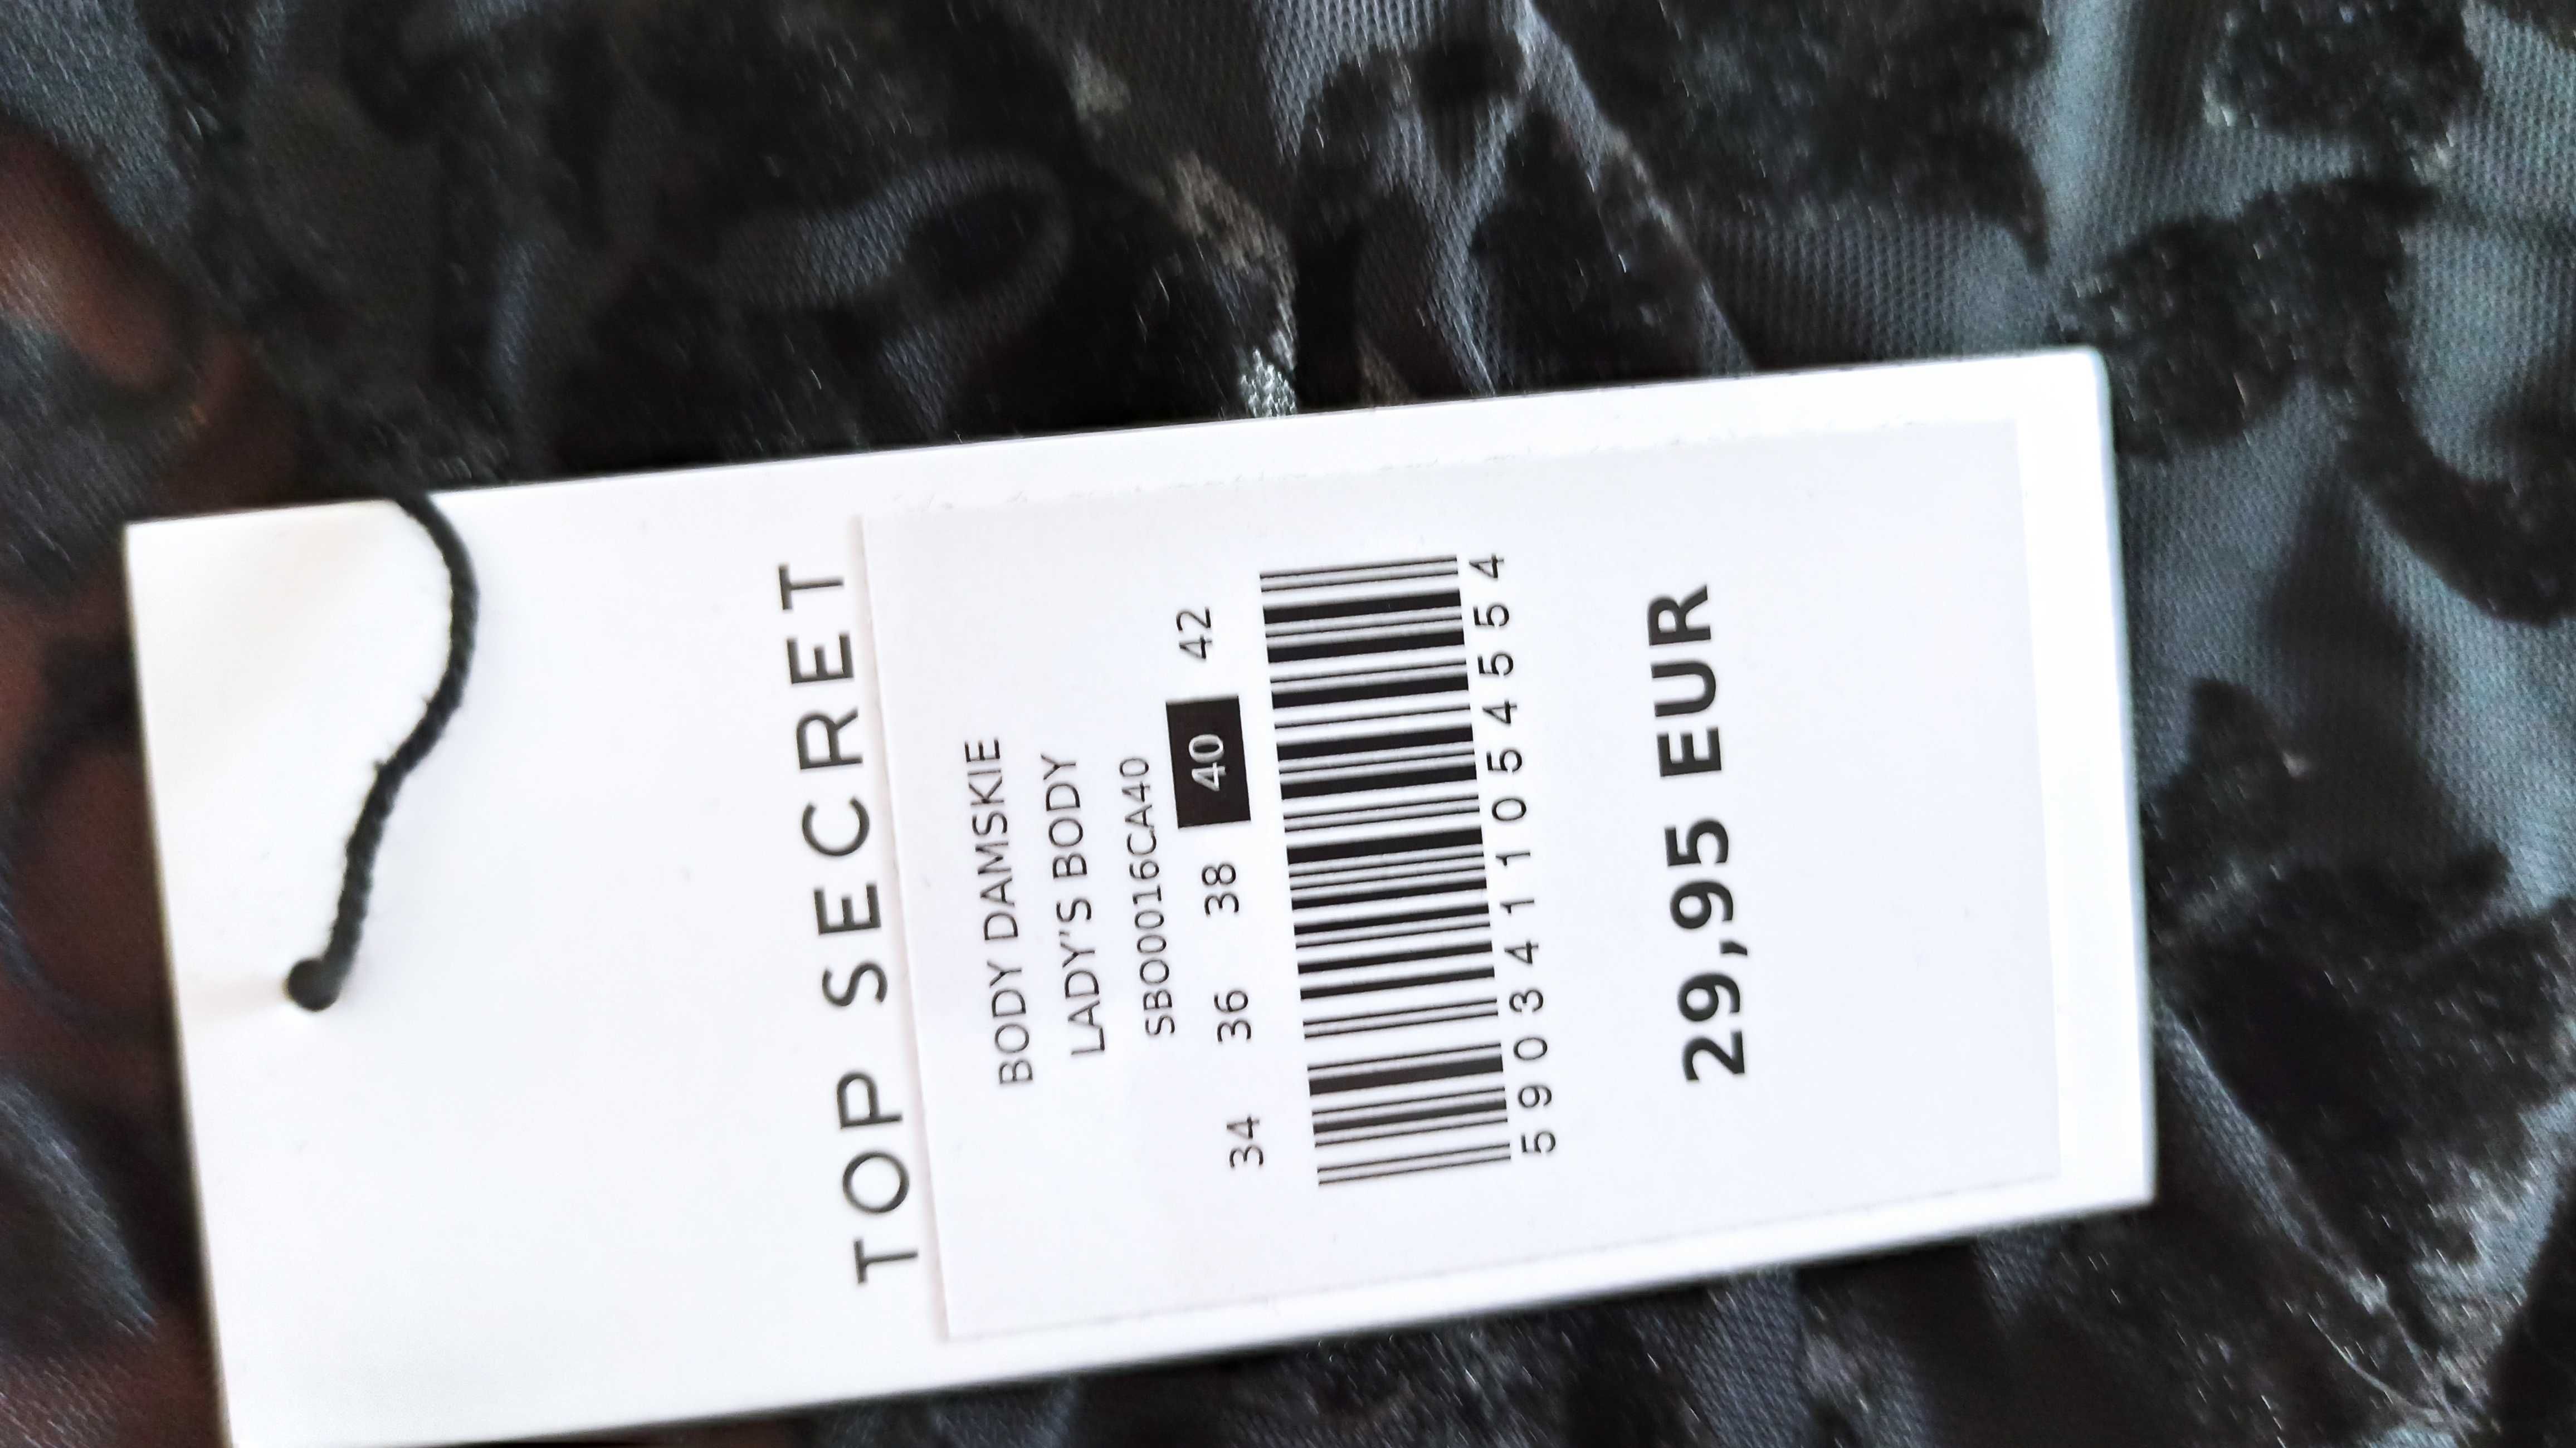 TOP SECRET
BODY DAMSKIE
LADY'S BODY
SBO0016CA40
34 36 38 40 42
5903411054554
29,95 EUR